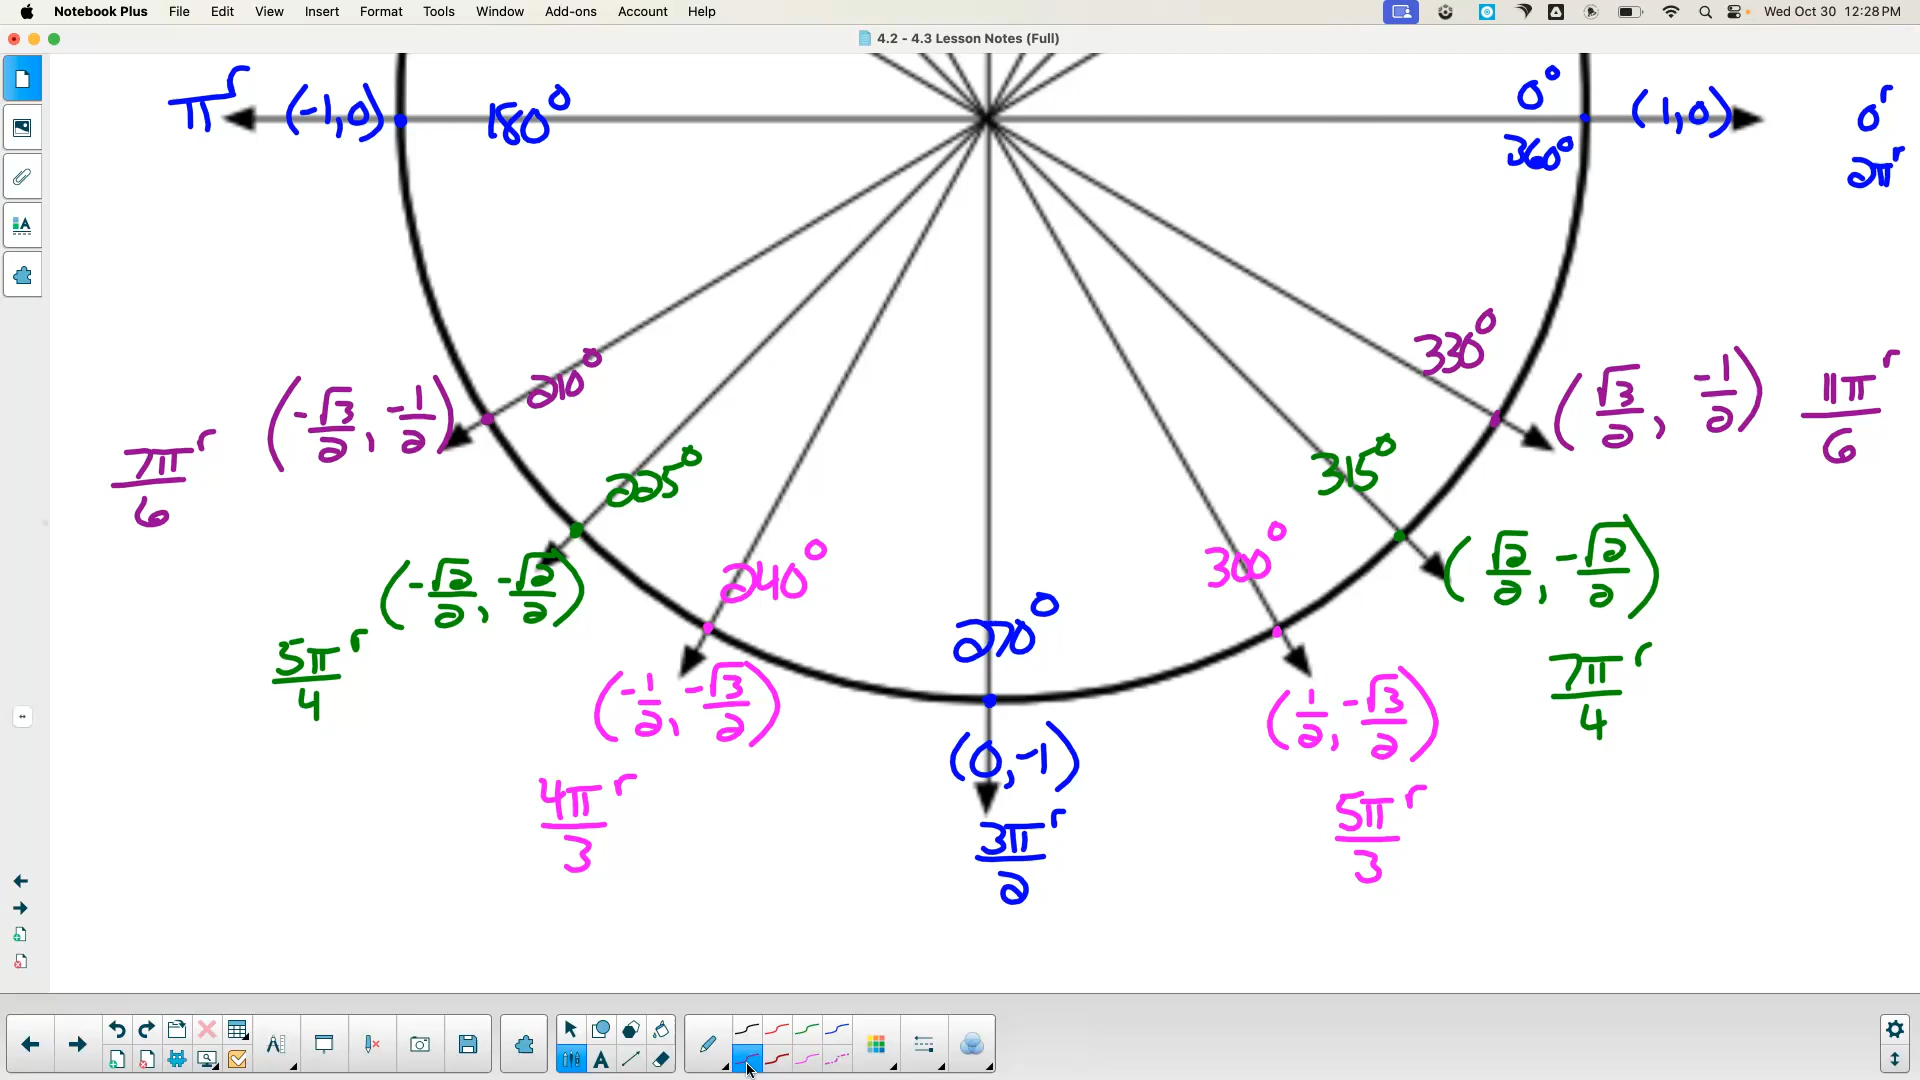 Notebook Plus File Edit View Insert Format Tools Window Add-ons Account Help Wed Oct 30 12:28 PM
4.2 - 4.3 Lesson Notes (Full)
π^r (-1,0) 180° 0° (1,0) 0^r
360° 2π^r
210° 330°
(-√3/2, -1/2) (√3/2, -1/2) 11π/6^r
7π/6^r
225° 315°
(-√2/2, -√2/2) (√2/2, -√2/2)
5π/4^r 7π/4^r
240° 270° 300°
(-1/2, -√3/2) (0,-1) (1/2, -√3/2)
4π/3^r 3π/2^r 5π/3^r